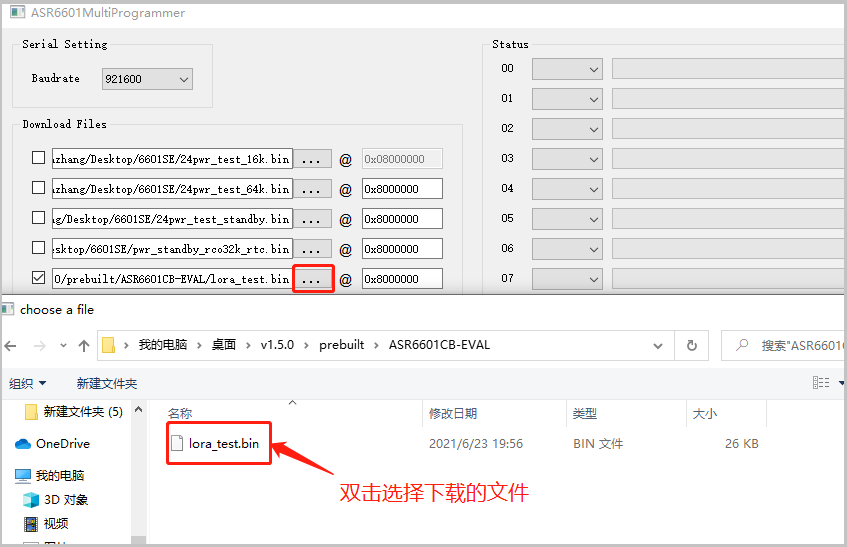 ASR6601MultiProgrammer
Serial Setting
Baudrate 921600
Download Files
zhang/Desktop/6601SE/24pwr_test_16k.bin ... @ 0x08000000
zhang/Desktop/6601SE/24pwr_test_64k.bin ... @ 0x8000000
ng/Desktop/6601SE/24pwr_test_standby.bin ... @ 0x8000000
esktop/6601SE/pwr_standby_rco32k_rtc.bin ... @ 0x8000000
0/prebuilt/ASR6601CB-EVAL/lora_test.bin ... @ 0x8000000
Status
00
01
02
03
04
05
06
07
choose a file
我的电脑 › 桌面 › v1.5.0 › prebuilt › ASR6601CB-EVAL
搜索"ASR6601
组织 新建文件夹
新建文件夹 (5)
OneDrive
我的电脑
3D 对象
视频
名称 修改日期 类型 大小
lora_test.bin 2021/6/23 19:56 BIN 文件 26 KB
双击选择下载的文件